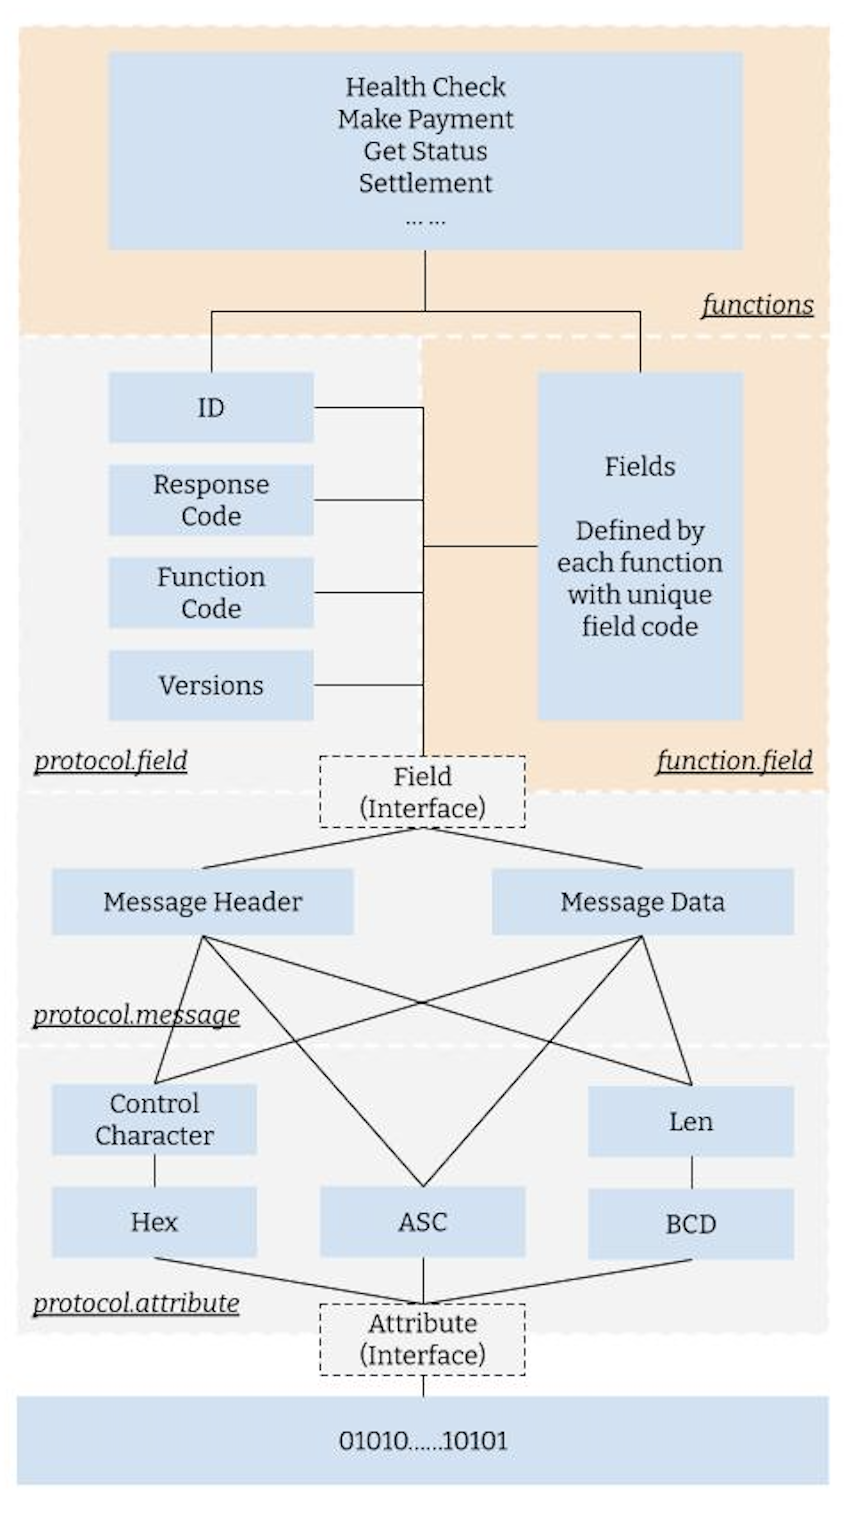 Health Check
Make Payment
Get Status
Settlement
... ...
functions
ID
Response
Code
Function
Code
Versions
protocol.field
Fields
Defined by
each function
with unique
field code
function.field
Field
(Interface)
Message Header
Message Data
protocol.message
Control
Character
Len
Hex
ASC
BCD
protocol.attribute
Attribute
(Interface)
01010......10101